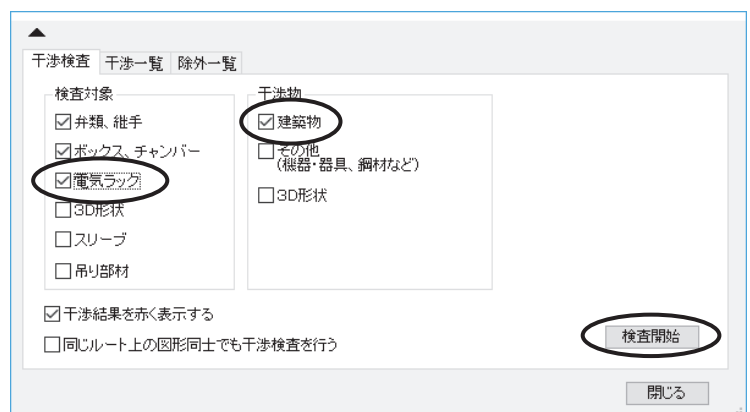 干渉検査 干渉一覧 除外一覧
検査対象
弁類、継手
ボックス、チャンバー
電気ラック
3D形状
スリーブ
吊り部材
干渉物
建築物
その他
(機器・器具、鋼材など)
3D形状
干渉結果を赤く表示する
同じルート上の図形同士でも干渉検査を行う
検査開始
閉じる